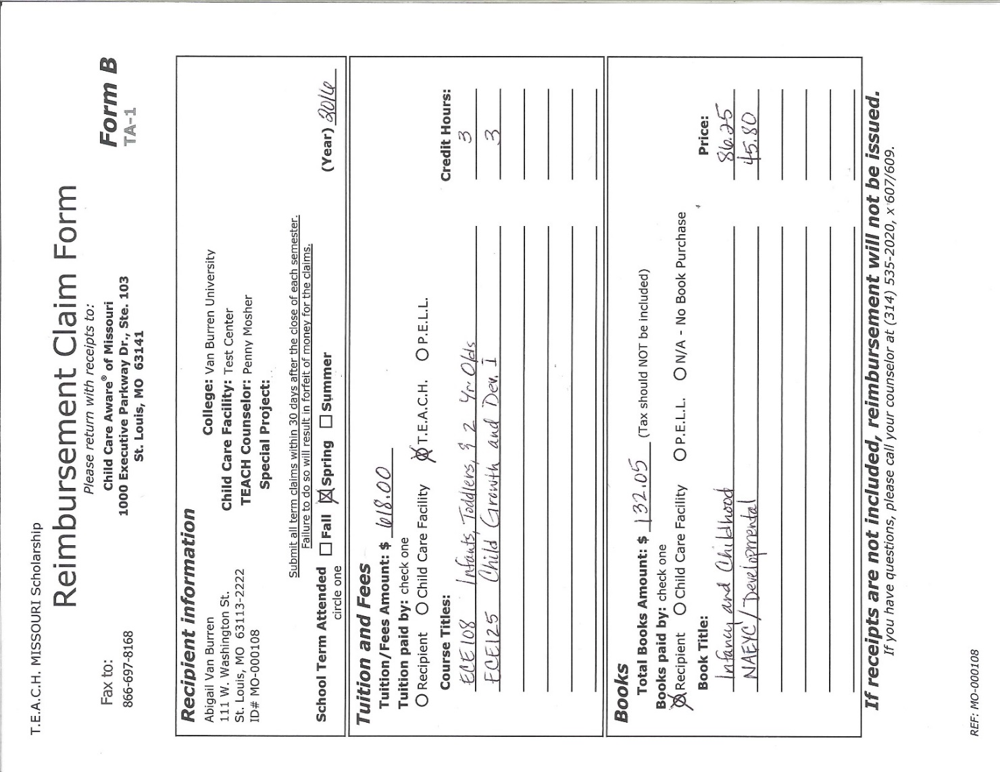 T.E.A.C.H. MISSOURI Scholarship
Reimbursement Claim Form
Fax to:
866-697-8168
Please return with receipts to:
Child Care Aware® of Missouri
1000 Executive Parkway Dr., Ste. 103
St. Louis, MO 63141
Form B
TA-1
Recipient information
Abigail Van Burren
111 W. Washington St.
St. Louis, MO 63113-2222
ID# MO-000108
College: Van Burren University
Child Care Facility: Test Center
TEACH Counselor: Penny Mosher
Special Project:
Submit all term claims within 30 days after the close of each semester.
Failure to do so will result in forfeit of money for the claims.
School Term Attended ☐ Fall ☒ Spring ☐ Summer (Year) 2016
circle one
Tuition and Fees
Tuition/Fees Amount: $ 618.00
Tuition paid by: check one
O Recipient O Child Care Facility ⊗ T.E.A.C.H. O P.E.L.L.
Course Titles: Credit Hours:
ECE108 Infants, Toddlers, & 2 Yr. Olds 3
ECE125 Child Growth and Dev. I 3
Books
Total Books Amount: $ 132.05 (Tax should NOT be included)
Books paid by: check one
⊗ Recipient O Child Care Facility O P.E.L.L. O N/A - No Book Purchase
Book Title: Price:
Infancy and Childhood 86.25
NAEYC / Developmental 45.80
If receipts are not included, reimbursement will not be issued.
If you have questions, please call your counselor at (314) 535-2020, x 607/609.
REF: MO-000108